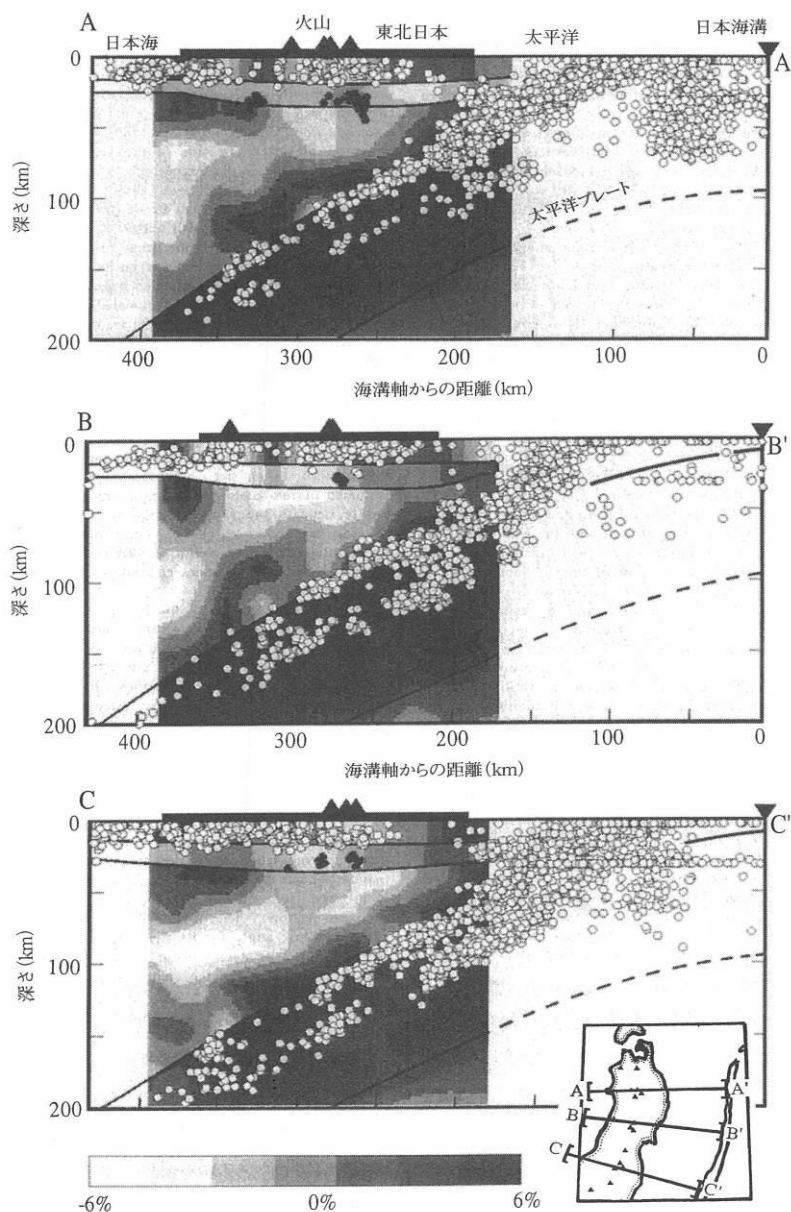 A
火山
日本海
東北日本
太平洋
日本海溝
A
0
100
200
深さ(km)
太平洋プレート
400
300
200
100
0
海溝軸からの距離(km)
B
B'
0
100
200
深さ(km)
400
300
200
100
0
海溝軸からの距離(km)
C
C'
0
100
200
深さ(km)
A
A'
B
B'
C
C'
-6%
0%
6%